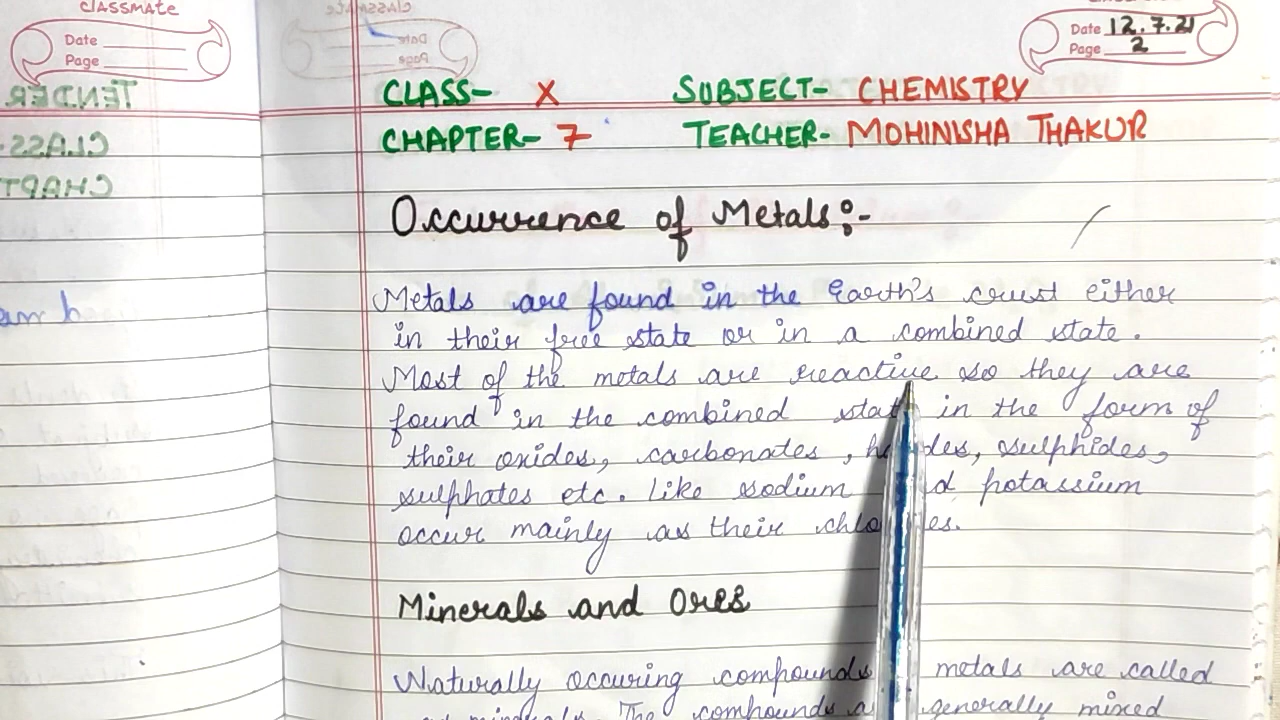 classmate
Date
Page
Date 12.7.21
Page 2
CLASS- X SUBJECT- CHEMISTRY
CHAPTER- 7 TEACHER- MOHINISHA THAKUR
Occurrence of Metals:-
Metals are found in the Earth's crust either
in their free state or in a combined state.
Most of the metals are reactive so they are
found in the combined state in the form of
their oxides, carbonates, sulphides,
sulphates etc. Like sodium potassium
occur mainly as their
Minerals and Ores
Naturally occuring compounds metals are called
minerals. The compounds generally mixed